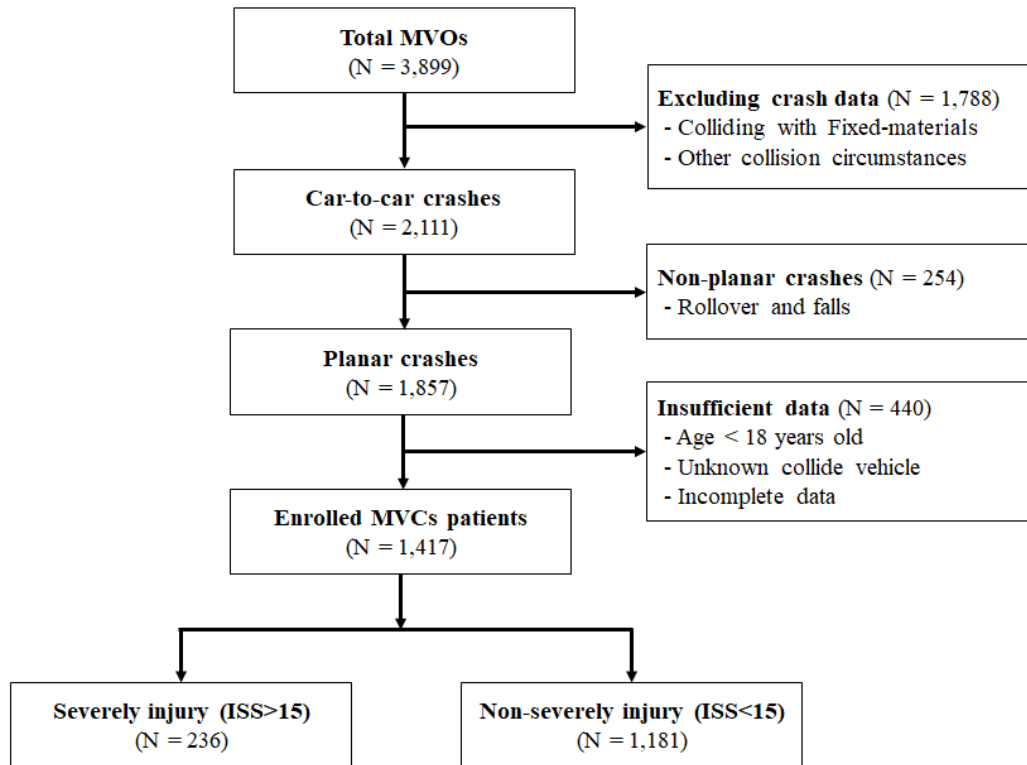 Total MVOs
(N = 3,899)
Excluding crash data (N = 1,788)
- Colliding with Fixed-materials
- Other collision circumstances
Car-to-car crashes
(N = 2,111)
Non-planar crashes (N = 254)
- Rollover and falls
Planar crashes
(N = 1,857)
Insufficient data (N = 440)
- Age < 18 years old
- Unknown collide vehicle
- Incomplete data
Enrolled MVCs patients
(N = 1,417)
Severely injury (ISS>15)
(N = 236)
Non-severely injury (ISS<15)
(N = 1,181)